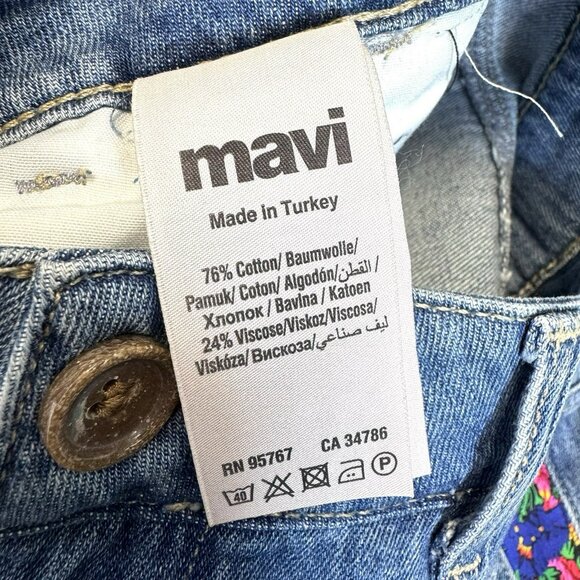 mavi
Made in Turkey
76% Cotton/ Baumwolle/
Pamuk/ Coton/ Algodón/القطن/
Хлопок / Bavlna / Katoen
24% Viscose/Viskoz/Viscosa/
Viskóza/Вискоза/ليف صناعي
RN 95767 CA 34786
40
P